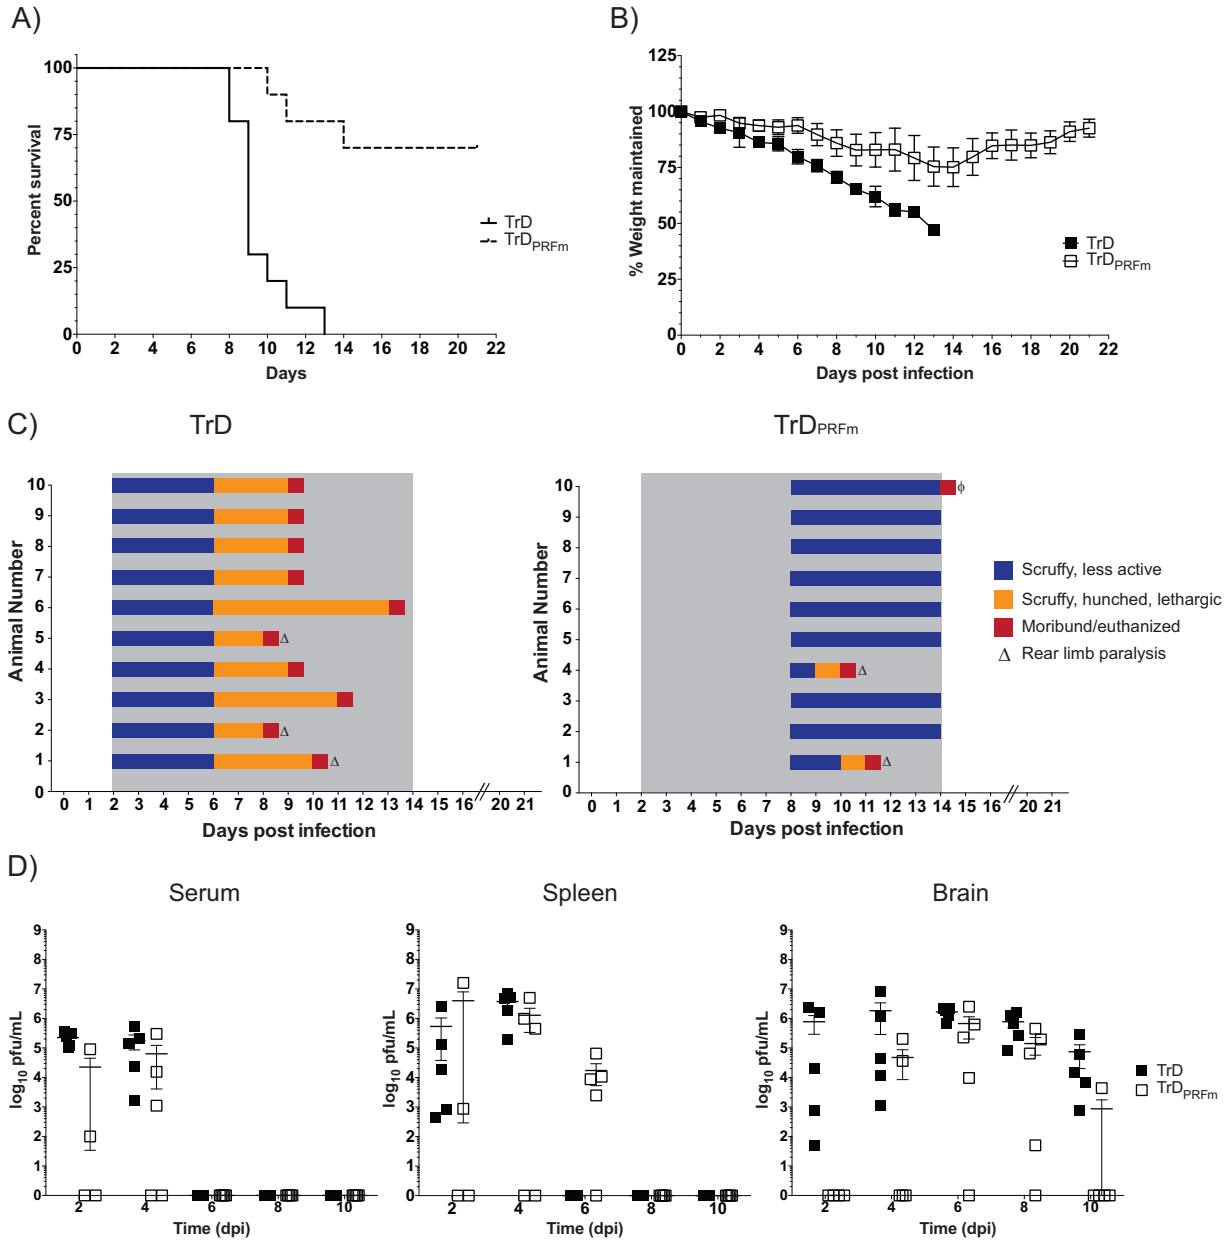 A)
100
75
50
25
0
Percent survival
0 2 4 6 8 10 12 14 16 18 20 22
Days
TrD
TrDPRFm
B)
125
100
75
50
25
0
% Weight maintained
0 2 4 6 8 10 12 14 16 18 20 22
Days post infection
TrD
TrDPRFm
C)
TrD
10
9
8
7
6
5
4
3
2
1
0
Animal Number
Δ
Δ
Δ
0 1 2 4 6 7 8 9 10 11 12 13 14 15 16 // // 20 21
Days post infection
TrDPRFm
10
9
8
7
6
5
4
3
2
1
0
Animal Number
ϕ
Δ
Δ
0 1 2 4 6 7 8 9 10 11 12 13 14 15 16 // // 20 21
Days post infection
Scruffy, less active
Scruffy, hunched, lethargic
Moribund/euthanized
Δ Rear limb paralysis
D)
Serum
9
8
7
6
5
4
3
2
1
0
log10 pfu/mL
2 4 6 8 10
Time (dpi)
Spleen
9
8
7
6
5
4
3
2
1
0
log10 pfu/mL
2 4 6 8 10
Time (dpi)
Brain
9
8
7
6
5
4
3
2
1
0
log10 pfu/mL
2 4 6 8 10
Time (dpi)
TrD
TrDPRFm